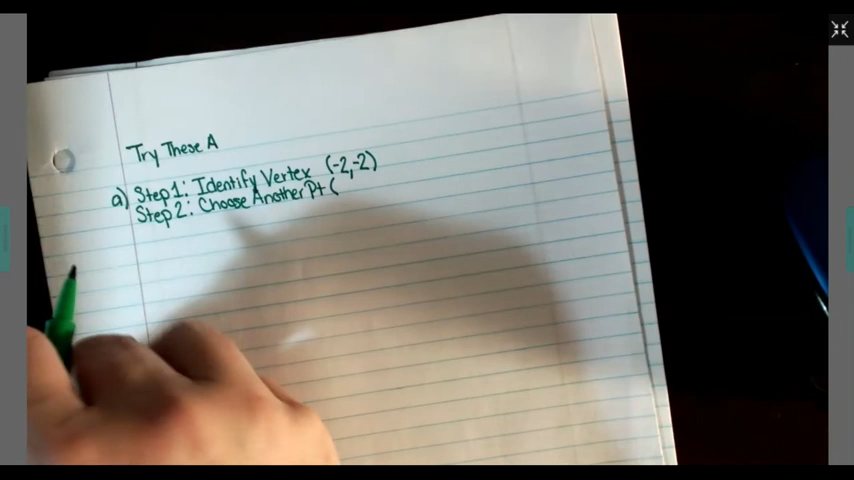 Try These A
a) Step 1: Identify Vertex (-2,-2)
Step 2: Choose Another Pt (